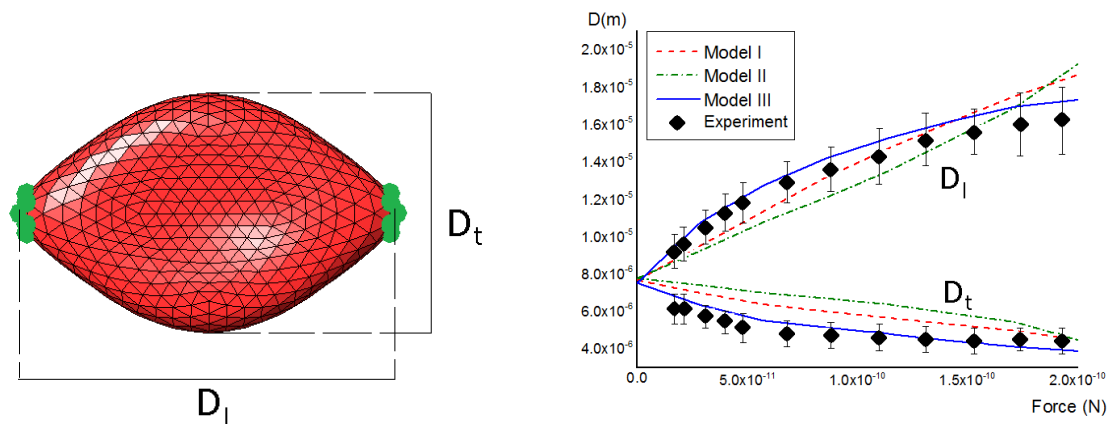 Dₜ
Dₗ
D(m)
2.0x10⁻⁵
1.8x10⁻⁵
1.6x10⁻⁵
1.4x10⁻⁵
1.2x10⁻⁵
1.0x10⁻⁵
8.0x10⁻⁶
6.0x10⁻⁶
4.0x10⁻⁶
Model I
Model II
Model III
Experiment
Dₗ
Dₜ
0.0 5.0x10⁻¹¹ 1.0x10⁻¹⁰ 1.5x10⁻¹⁰ 2.0x10⁻¹⁰
Force (N)